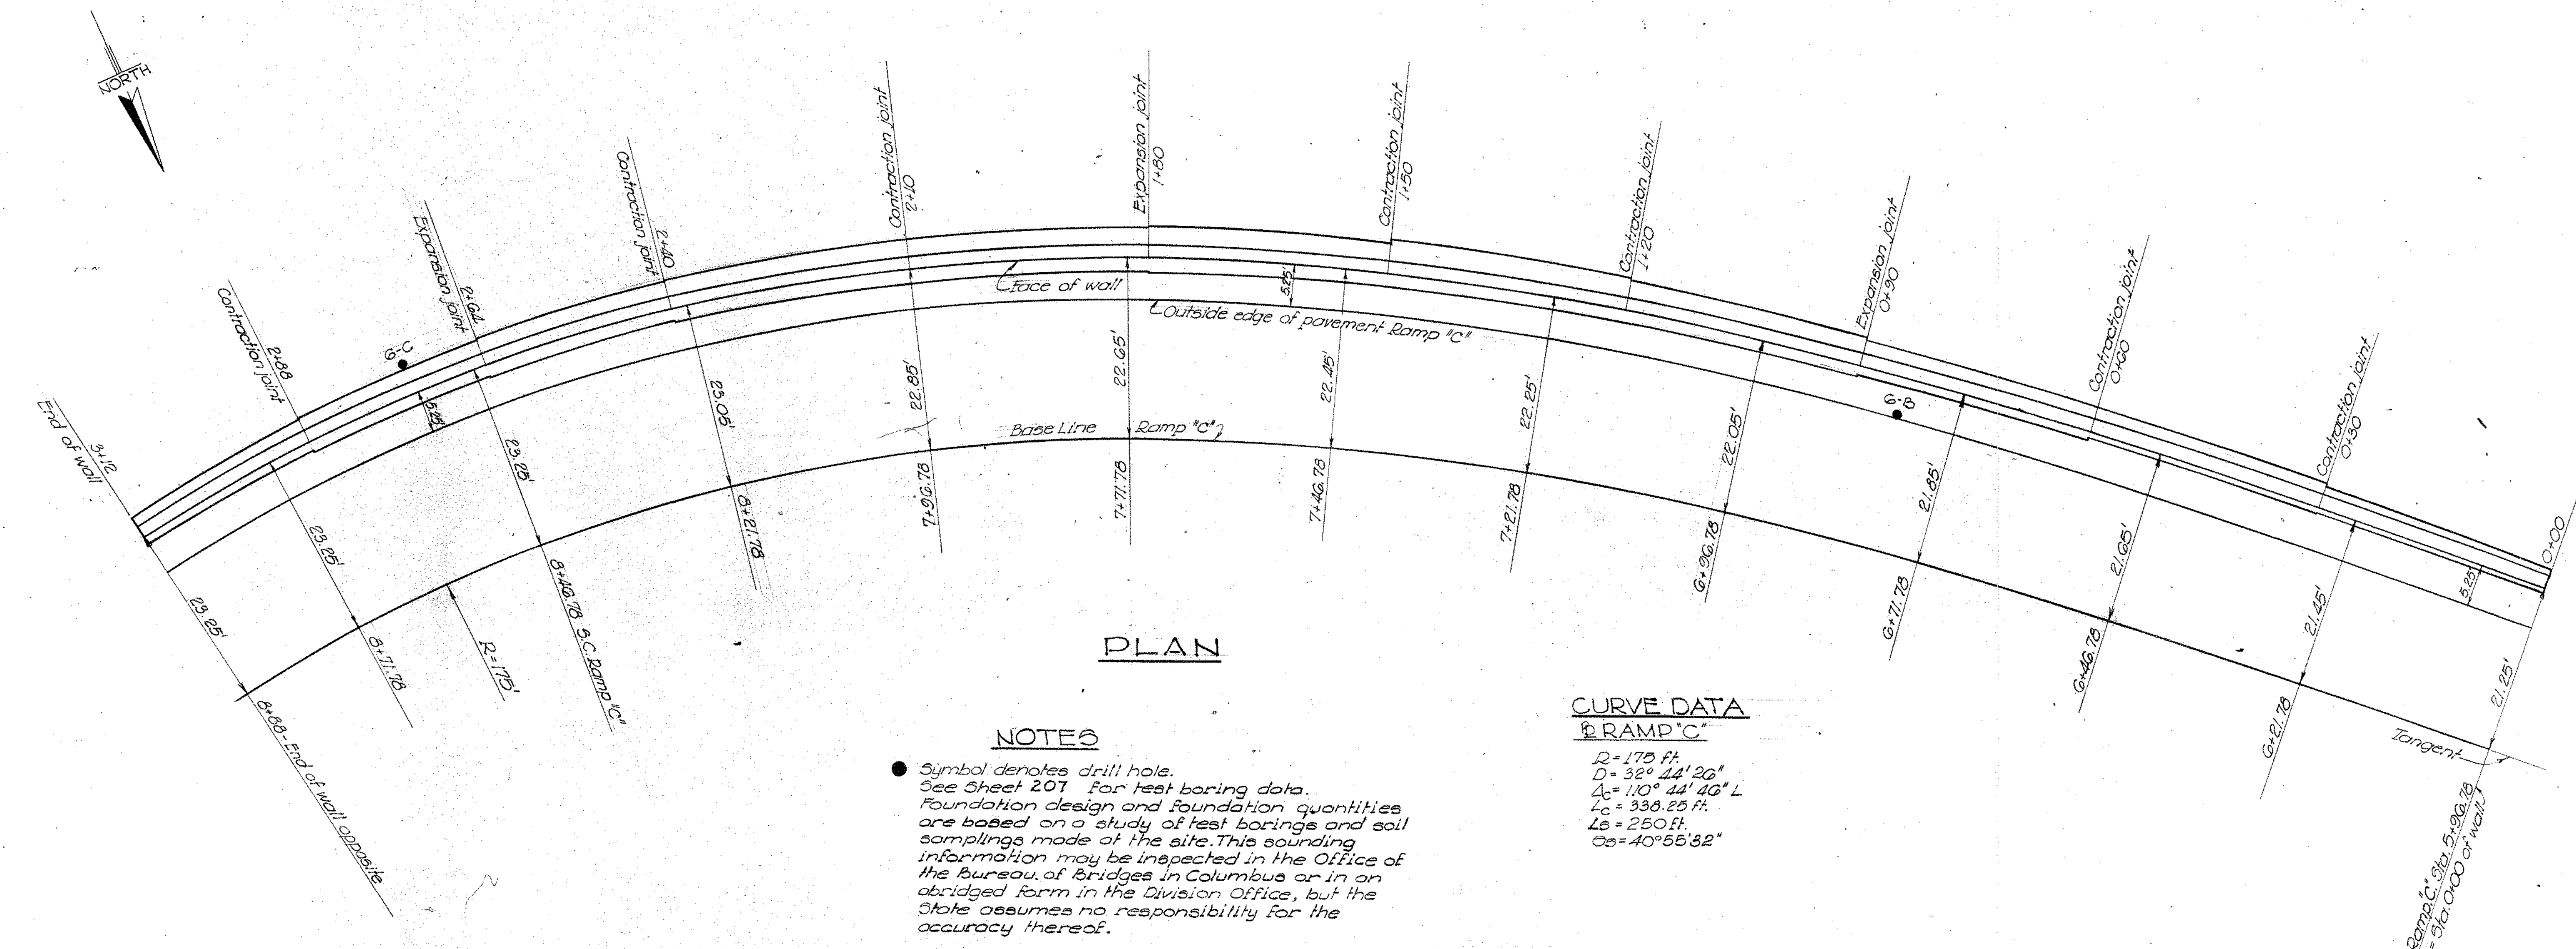 NORTH
End of wall
3+12
Contraction joint
2+88
6-C
Expansion joint
2+64
Contraction joint
2+40
Contraction joint
2+10
Expansion joint
1+80
Contraction joint
1+50
Contraction joint
1+20
Expansion joint
0+90
Contraction joint
0+60
Contraction joint
0+30
0+00
Face of wall
5.25'
Outside edge of pavement Ramp "C"
5.25'
6-B
5.25'
23.25'
23.25'
23.25'
23.05'
22.85'
22.65'
22.45'
22.25'
22.05'
21.85'
21.65'
21.45'
21.25'
Base Line Ramp "C"
8+88-End of wall opposite
8+71.78
R=175'
8+46.78 S.C. Ramp "C"
8+21.78
7+96.78
7+71.78
7+46.78
7+21.78
6+96.78
6+71.78
6+46.78
6+21.78
Tangent
Ramp "C" Sta. 5+96.78
= Sta. 0+00 of wall
PLAN
NOTES
Symbol denotes drill hole.
See Sheet 207 for test boring data.
Foundation design and foundation quantities
are based on a study of test borings and soil
samplings made at the site. This sounding
information may be inspected in the Office of
the Bureau of Bridges in Columbus or in an
abridged form in the Division Office, but the
State assumes no responsibility for the
accuracy thereof.
CURVE DATA
BL RAMP "C"
R=175 ft.
D= 32° 44' 26"
Δc= 110° 44' 46" L
Lc = 338.25 ft.
Ls = 250 ft.
Θs= 40°55'32"